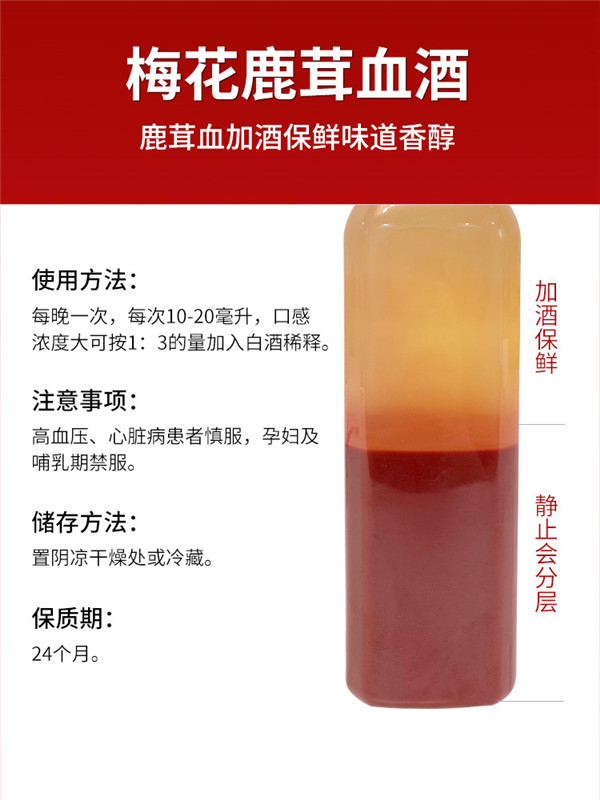 梅花鹿茸血酒
鹿茸血加酒保鲜味道香醇
使用方法：
每晚一次，每次10-20毫升，口感
浓度大可按1：3的量加入白酒稀释。
注意事项：
高血压、心脏病患者慎服，孕妇及
哺乳期禁服。
储存方法：
置阴凉干燥处或冷藏。
保质期：
24个月。
加酒保鲜
静止会分层